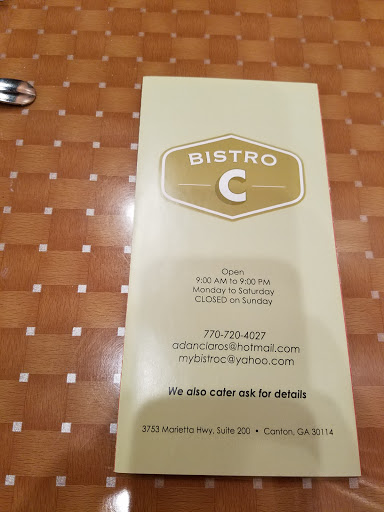 BISTRO
C
Open
9:00 AM to 9:00 PM
Monday to Saturday
CLOSED on Sunday
770-720-4027
adanciaros@hotmail.com
mybistroc@yahoo.com
We also cater ask for details
3753 Marietta Hwy, Suite 200 • Canton, GA 30114